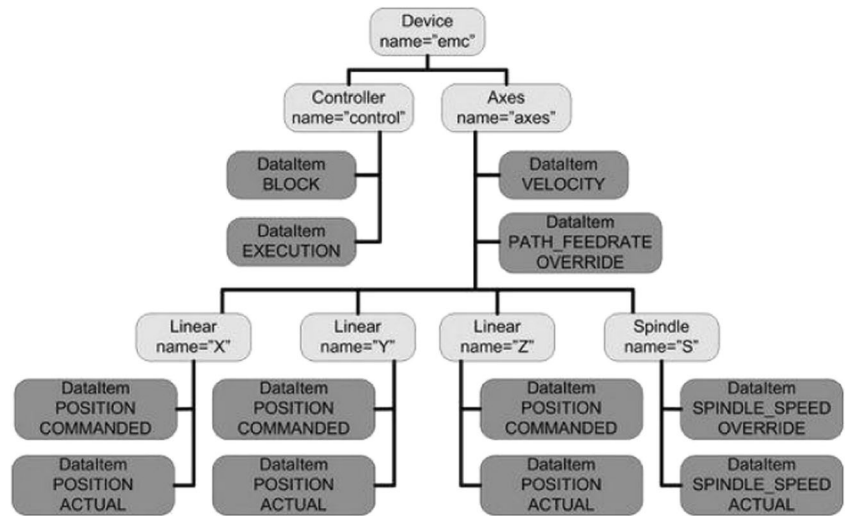 Device
name="emc"
Controller
name="control"
Axes
name="axes"
DataItem
BLOCK
DataItem
VELOCITY
DataItem
EXECUTION
DataItem
PATH_FEEDRATE
OVERRIDE
Linear
name="X"
Linear
name="Y"
Linear
name="Z"
Spindle
name="S"
DataItem
POSITION
COMMANDED
DataItem
POSITION
COMMANDED
DataItem
POSITION
COMMANDED
DataItem
SPINDLE_SPEED
OVERRIDE
DataItem
POSITION
ACTUAL
DataItem
POSITION
ACTUAL
DataItem
POSITION
ACTUAL
DataItem
SPINDLE_SPEED
ACTUAL